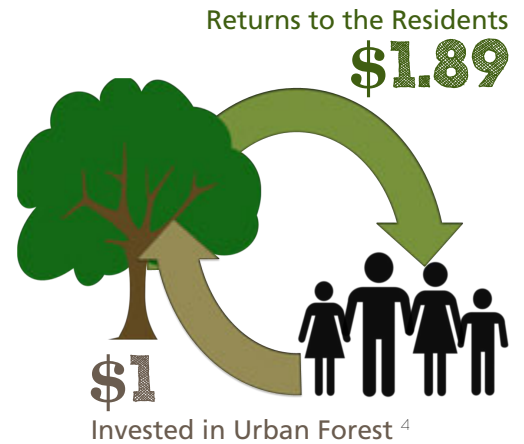 Returns to the Residents
$1.89
$1
Invested in Urban Forest 4